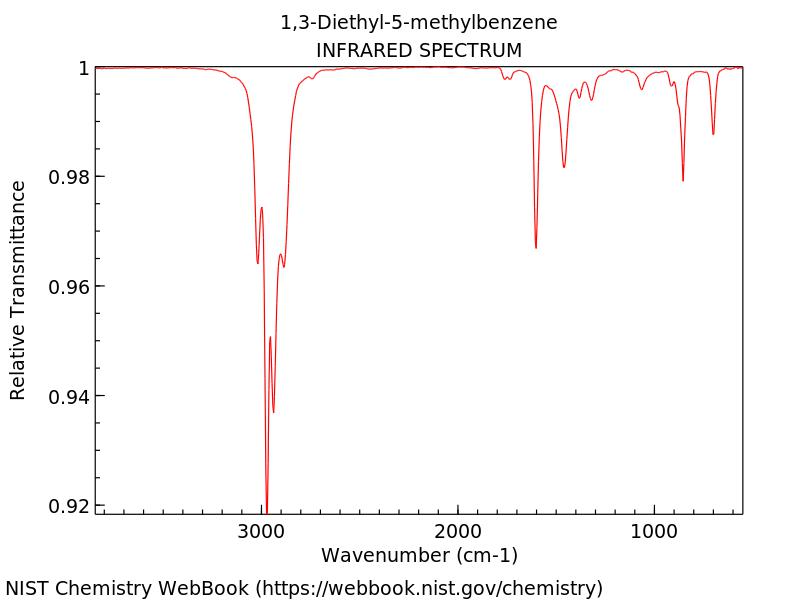 1,3-Diethyl-5-methylbenzene
INFRARED SPECTRUM
1
0.98
0.96
0.94
0.92
Relative Transmittance
3000 2000 1000
Wavenumber (cm-1)
NIST Chemistry WebBook (https://webbook.nist.gov/chemistry)